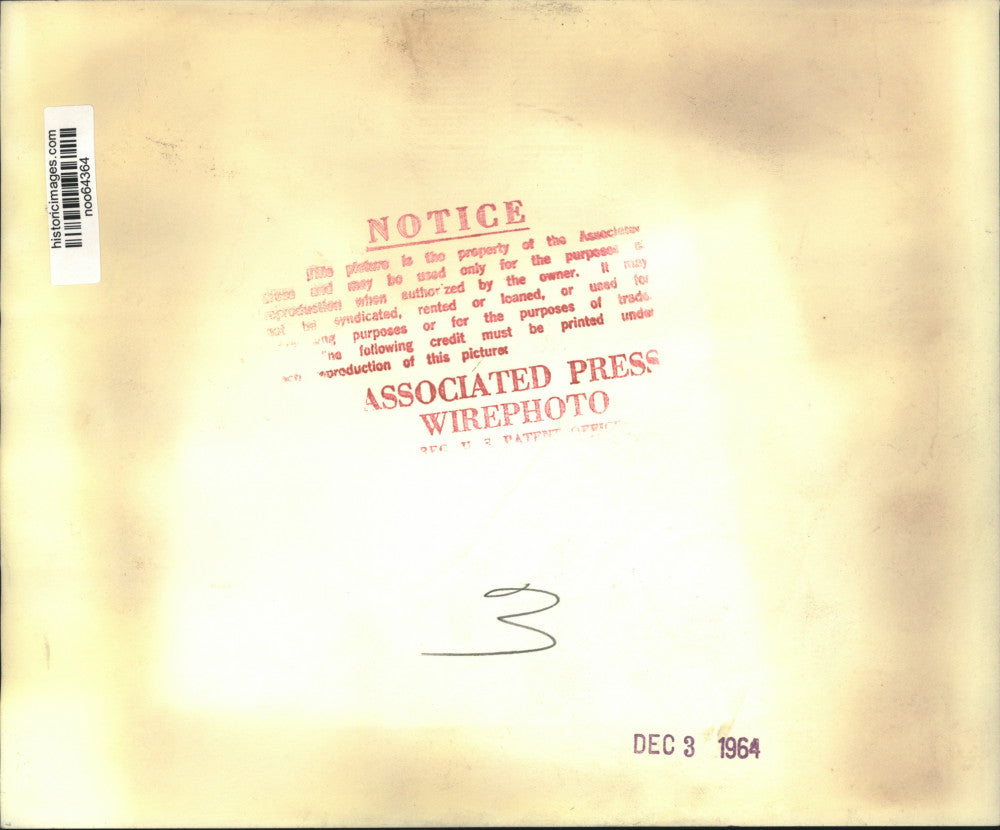 historicimages.com
noo64364
NOTICE
This picture is the property of the Associated
Press and may be used only for the purposes of
reproduction when authorized by the owner. It may
not be syndicated, rented or loaned, or used for
purposes or for the purposes of trade.
The following credit must be printed under
reproduction of this picture:
ASSOCIATED PRESS
WIREPHOTO
REG. U. S. PATENT OFFICE
3
DEC 3 1964